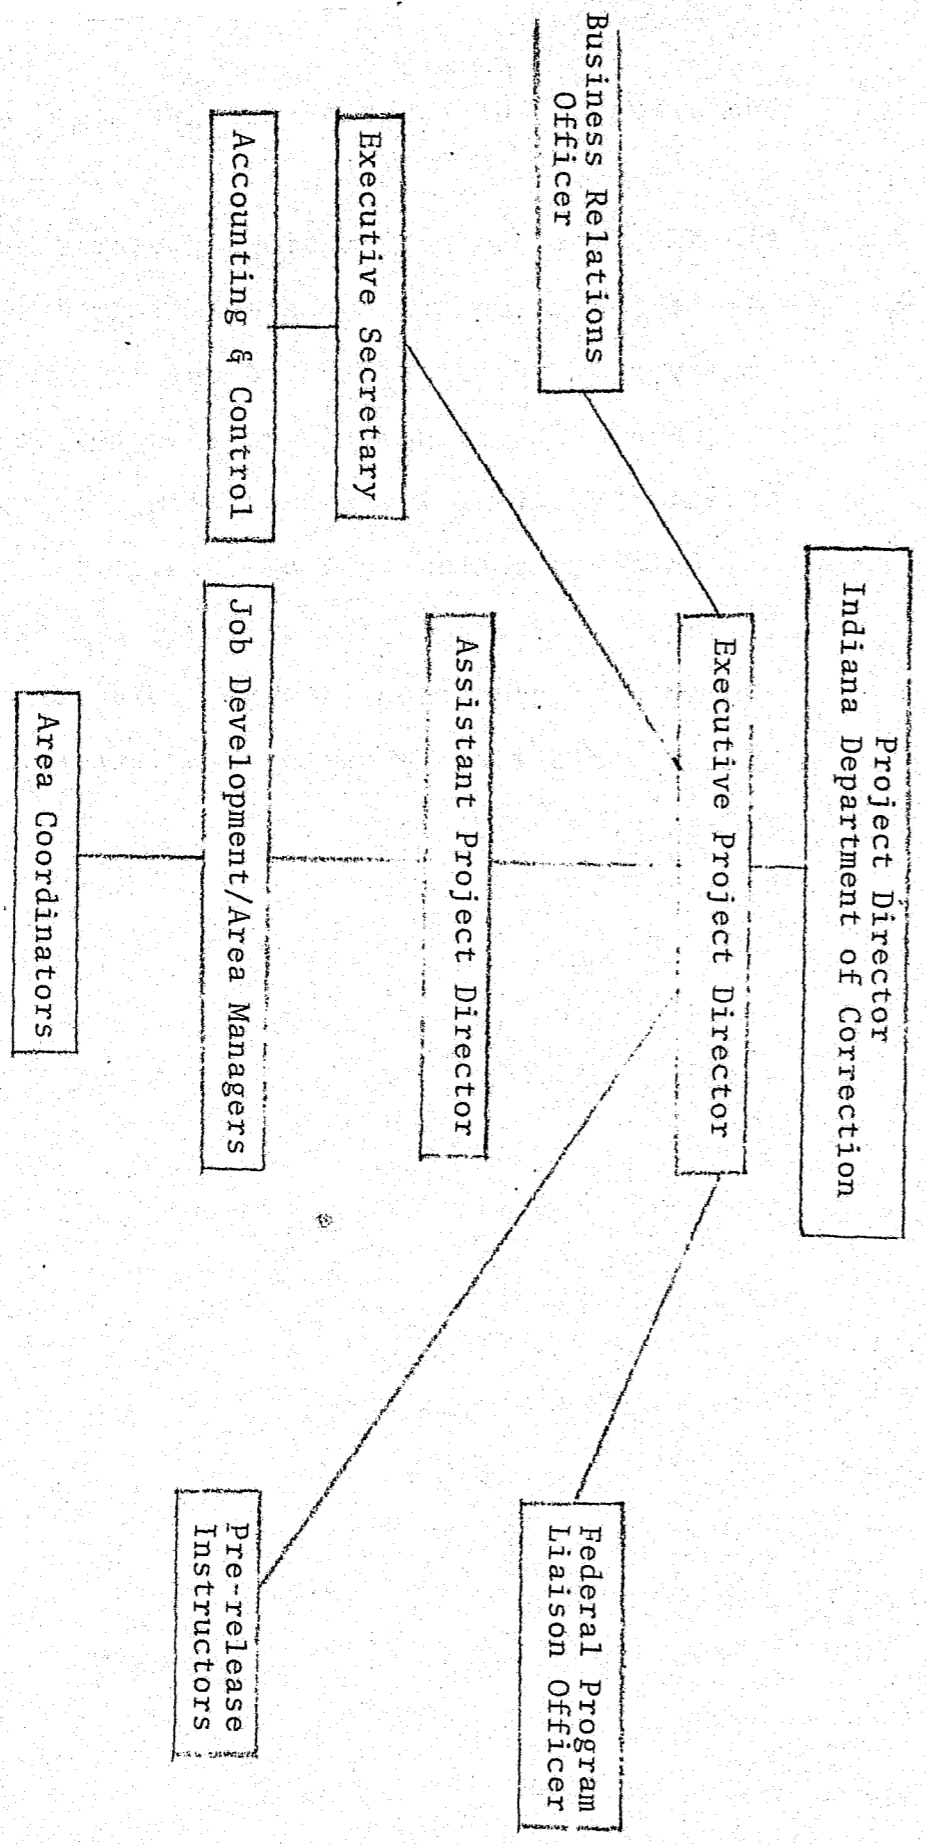 Project Director
Indiana Department of Correction
Executive Project Director
Business Relations
Officer
Federal Program
Liaison Officer
Assistant Project Director
Executive Secretary
Accounting & Control
Job Development/Area Managers
Pre-release
Instructors
Area Coordinators